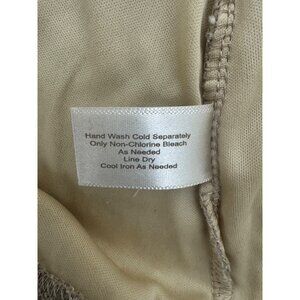 Hand Wash Cold Separately
Only Non-Chlorine Bleach
As Needed
Line Dry
Cool Iron As Needed